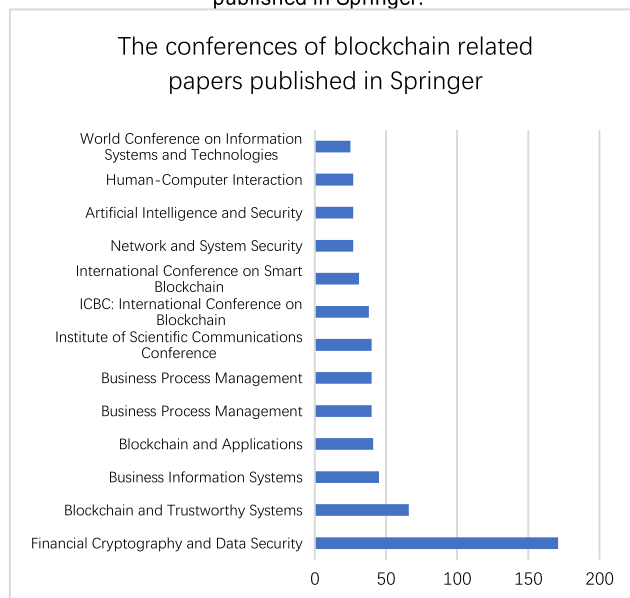 published in Springer.
The conferences of blockchain related
papers published in Springer
World Conference on Information
Systems and Technologies
Human-Computer Interaction
Artificial Intelligence and Security
Network and System Security
International Conference on Smart
Blockchain
ICBC: International Conference on
Blockchain
Institute of Scientific Communications
Conference
Business Process Management
Business Process Management
Blockchain and Applications
Business Information Systems
Blockchain and Trustworthy Systems
Financial Cryptography and Data Security
0 50 100 150 200